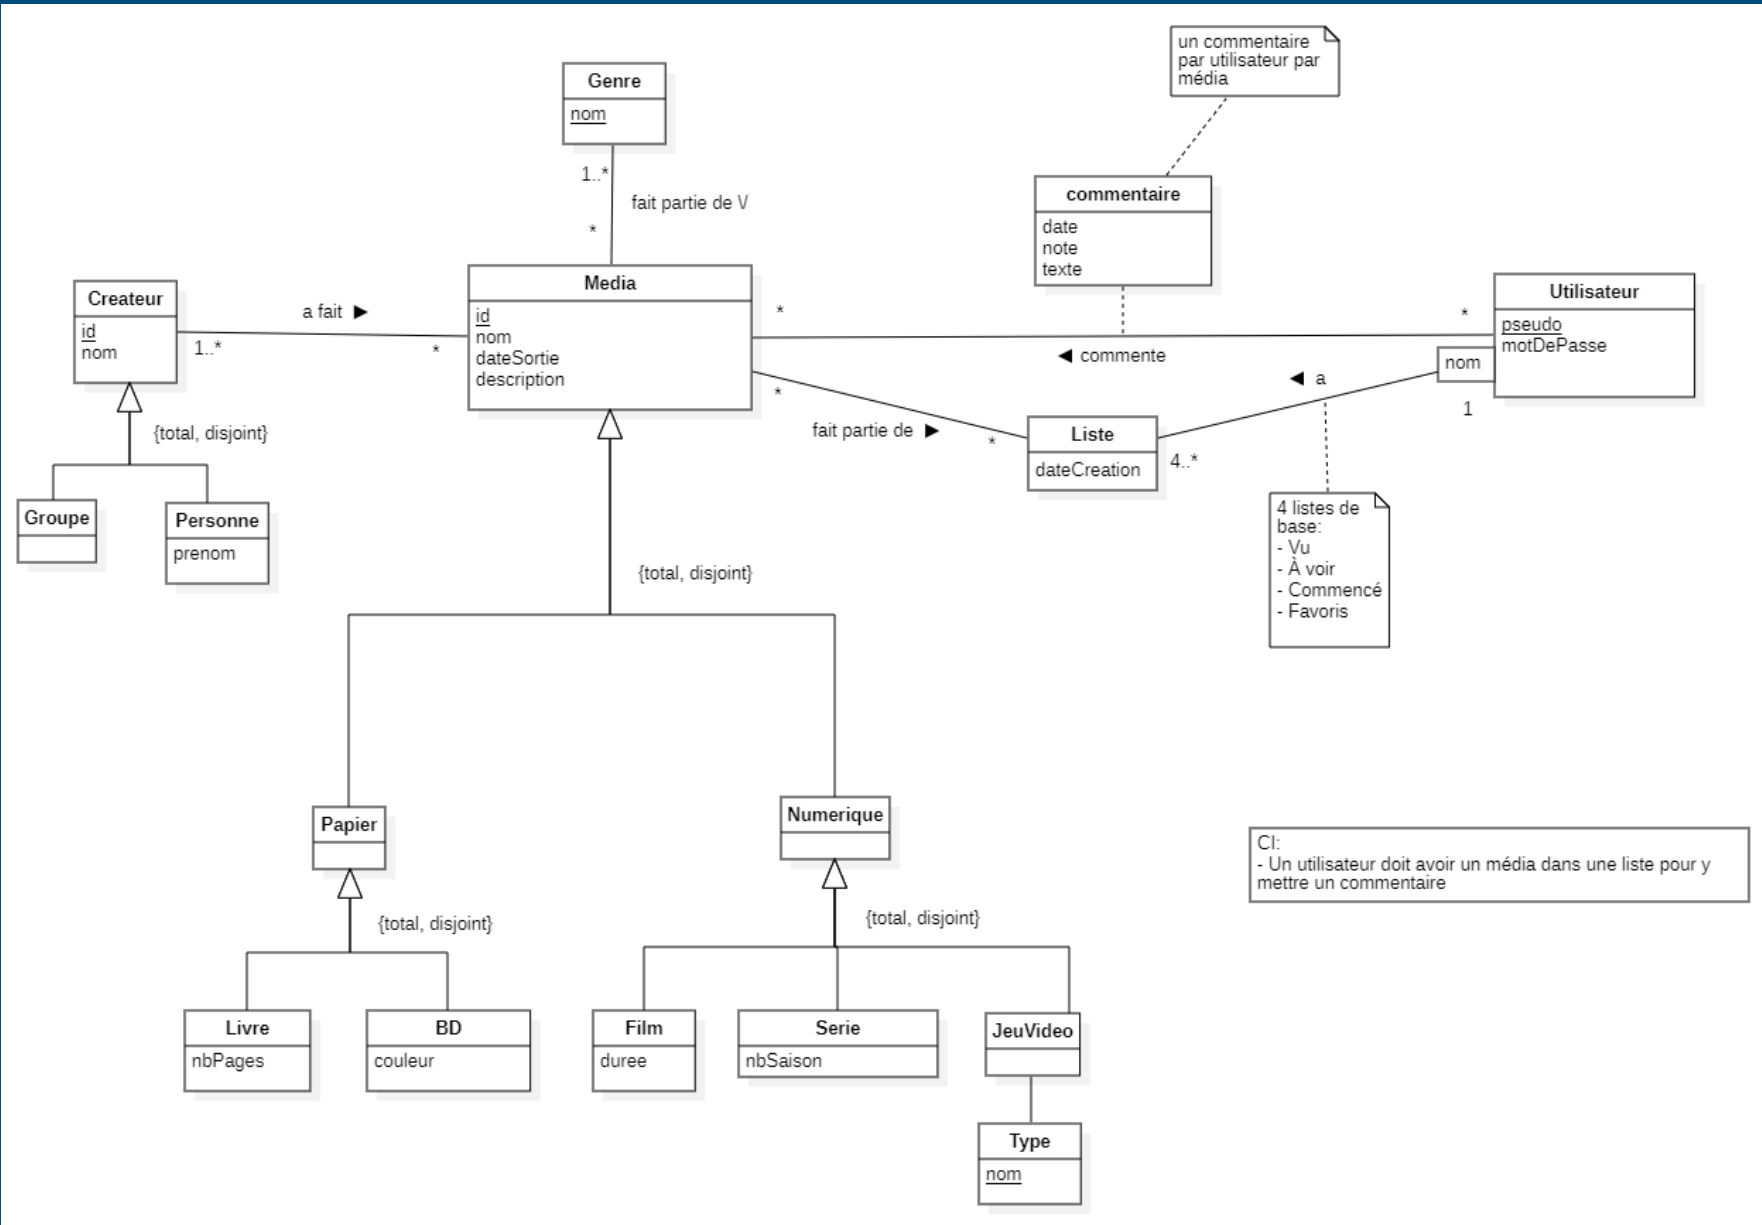 un commentaire
par utilisateur par
média
Genre
nom
1..*
fait partie de V
*
commentaire
date
note
texte
Createur
id
nom
a fait ►
1..*
*
Media
id
nom
dateSortie
description
*
*
◄ commente
Utilisateur
pseudo
motDePasse
nom
◄ a
1
*
fait partie de ►
*
Liste
dateCreation
4..*
{total, disjoint}
Groupe
Personne
prenom
4 listes de
base:
- Vu
- À voir
- Commencé
- Favoris
{total, disjoint}
Papier
Numerique
CI:
- Un utilisateur doit avoir un média dans une liste pour y
mettre un commentaire
{total, disjoint}
{total, disjoint}
Livre
nbPages
BD
couleur
Film
duree
Serie
nbSaison
JeuVideo
Type
nom